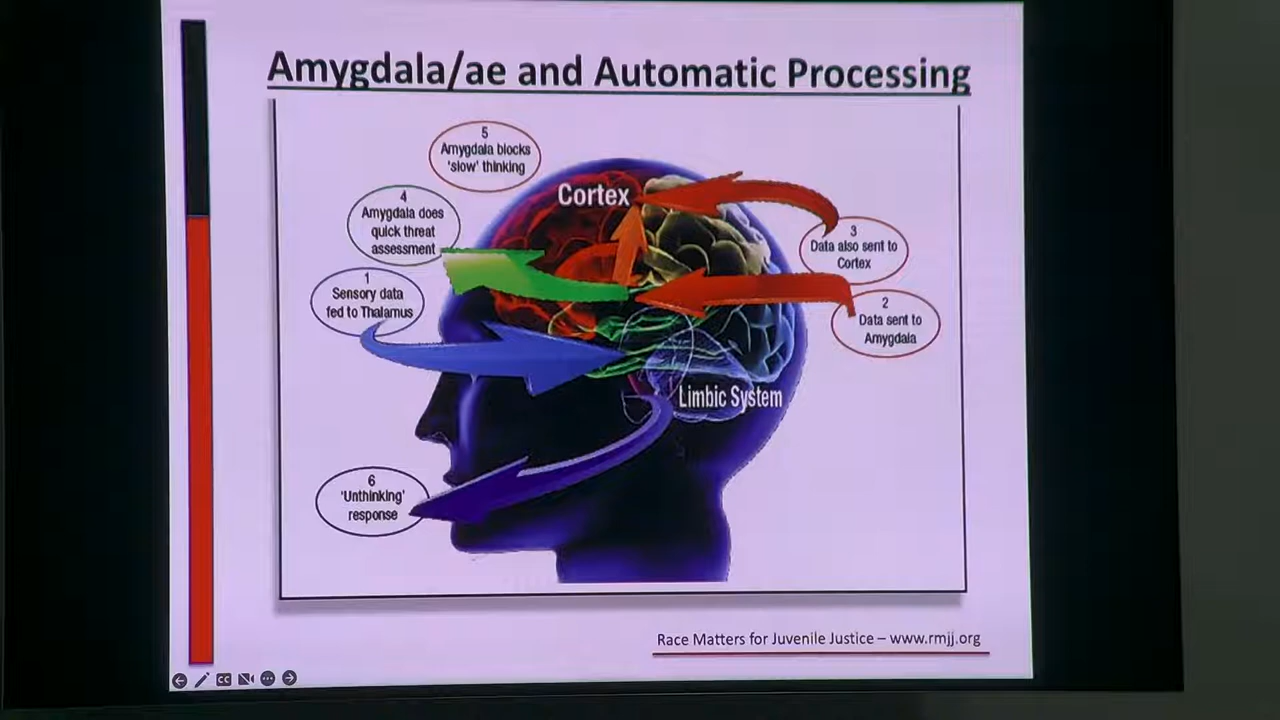 Amygdala/ae and Automatic Processing
5
Amygdala blocks
'slow' thinking
Cortex
4
Amygdala does
quick threat
assessment
3
Data also sent to
Cortex
1
Sensory data
fed to Thalamus
2
Data sent to
Amygdala
Limbic System
6
'Unthinking'
response
Race Matters for Juvenile Justice – www.rmjj.org
CC